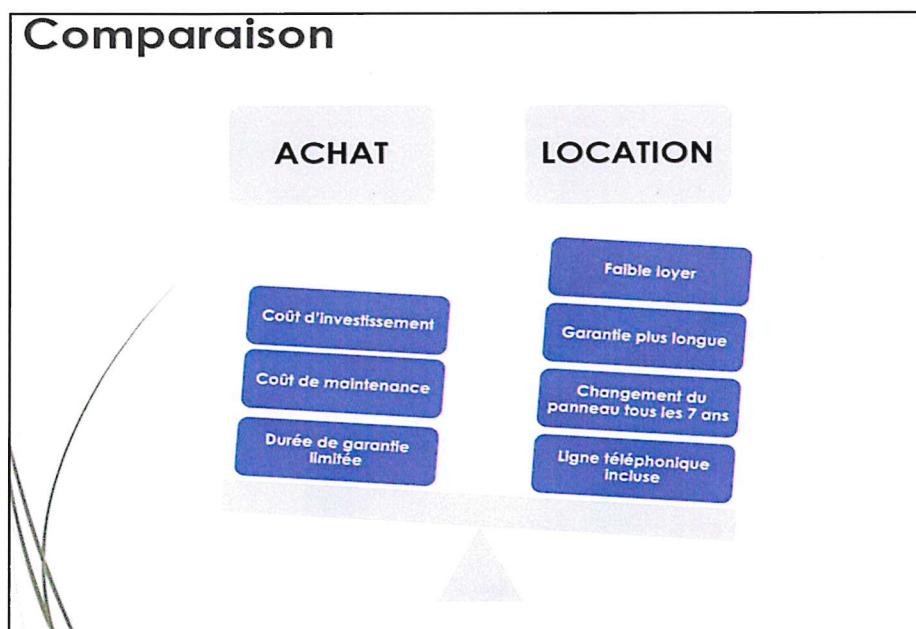 Comparaison
ACHAT
LOCATION
Coût d'investissement
Coût de maintenance
Durée de garantie
limitée
Faible loyer
Garantie plus longue
Changement du
panneau tous les 7 ans
Ligne téléphonique
incluse